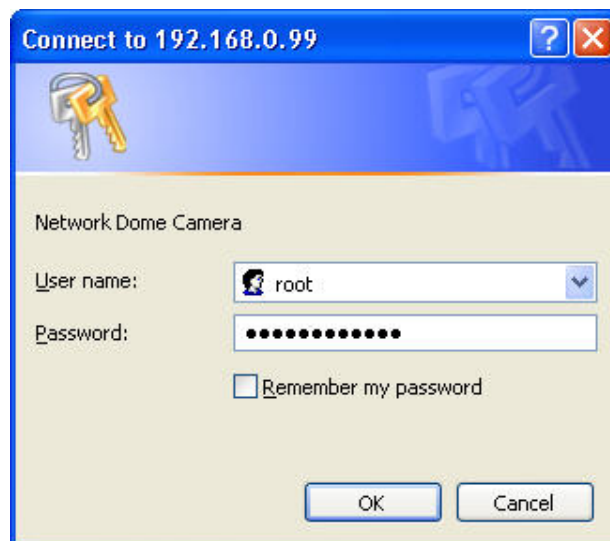 Connect to 192.168.0.99
Network Dome Camera
User name:
root
Password:
●●●●●●●●●●●●
Remember my password
OK
Cancel